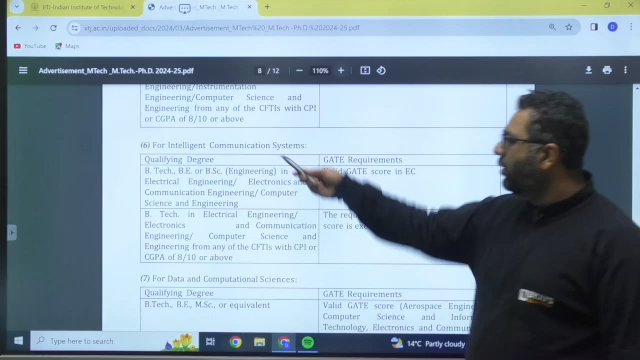 IITJ-Indian Institute of Technolo
Adver
_MTech _M.Tech
iitj.ac.in/uploaded_docs/2024/03/Advertisement_MTech%20_M.Tech.-Ph.D.%202024-25.pdf
YouTube
Maps
Advertisement_MTech _M.Tech.-Ph.D. 2024-25.pdf
8 / 12
110%
Engineering/Instrumentation
Engineering/Computer Science and
Engineering from any of the CFTIs with CPI
or CGPA of 8/10 or above
(6) For Intelligent Communication Systems:
Qualifying Degree
GATE Requirements
B. Tech., B.E. or B.Sc. (Engineering) in
Electrical Engineering/ Electronics and
Communication Engineering/ Computer
Science and Engineering
Valid GATE score in EC
B. Tech. in Electrical Engineering/
Electronics and Communication
Engineering/ Computer Science and
Engineering from any of the CFTIs with CPI or
CGPA of 8/10 or above
The
score is
(7) For Data and Computational Sciences:
Qualifying Degree
GATE Requirements
B.Tech., B.E., M.Sc., or equivalent
Valid GATE score (Aerospace Engine
Computer Science and Infor
Technology, Electronics and Commun
Type here to search
14°C Partly cloudy